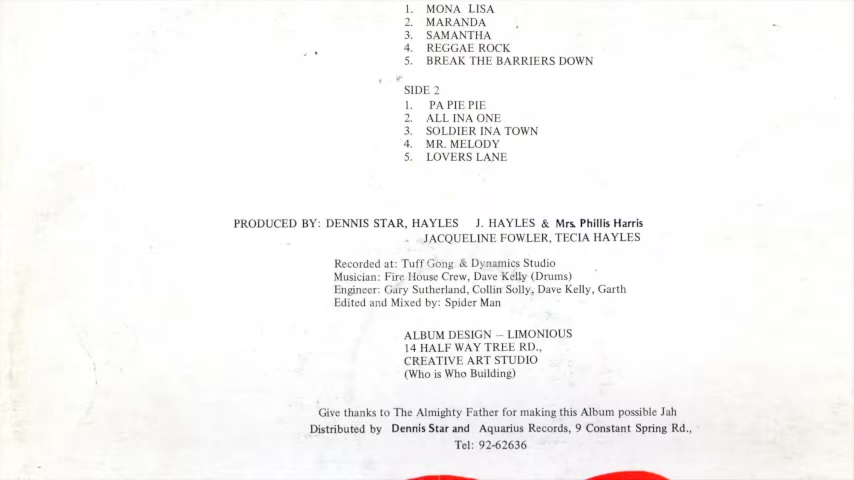 1. MONA LISA
2. MARANDA
3. SAMANTHA
4. REGGAE ROCK
5. BREAK THE BARRIERS DOWN
SIDE 2
1. PA PIE PIE
2. ALL INA ONE
3. SOLDIER INA TOWN
4. MR. MELODY
5. LOVERS LANE
PRODUCED BY: DENNIS STAR, HAYLES J. HAYLES & Mrs. Phillis Harris
JACQUELINE FOWLER, TECIA HAYLES
Recorded at: Tuff Gong & Dynamics Studio
Musician: Fire House Crew, Dave Kelly (Drums)
Engineer: Gary Sutherland, Collin Solly, Dave Kelly, Garth
Edited and Mixed by: Spider Man
ALBUM DESIGN – LIMONIOUS
14 HALF WAY TREE RD.,
CREATIVE ART STUDIO
(Who is Who Building)
Give thanks to The Almighty Father for making this Album possible Jah
Distributed by Dennis Star and Aquarius Records, 9 Constant Spring Rd.,
Tel: 92-62636